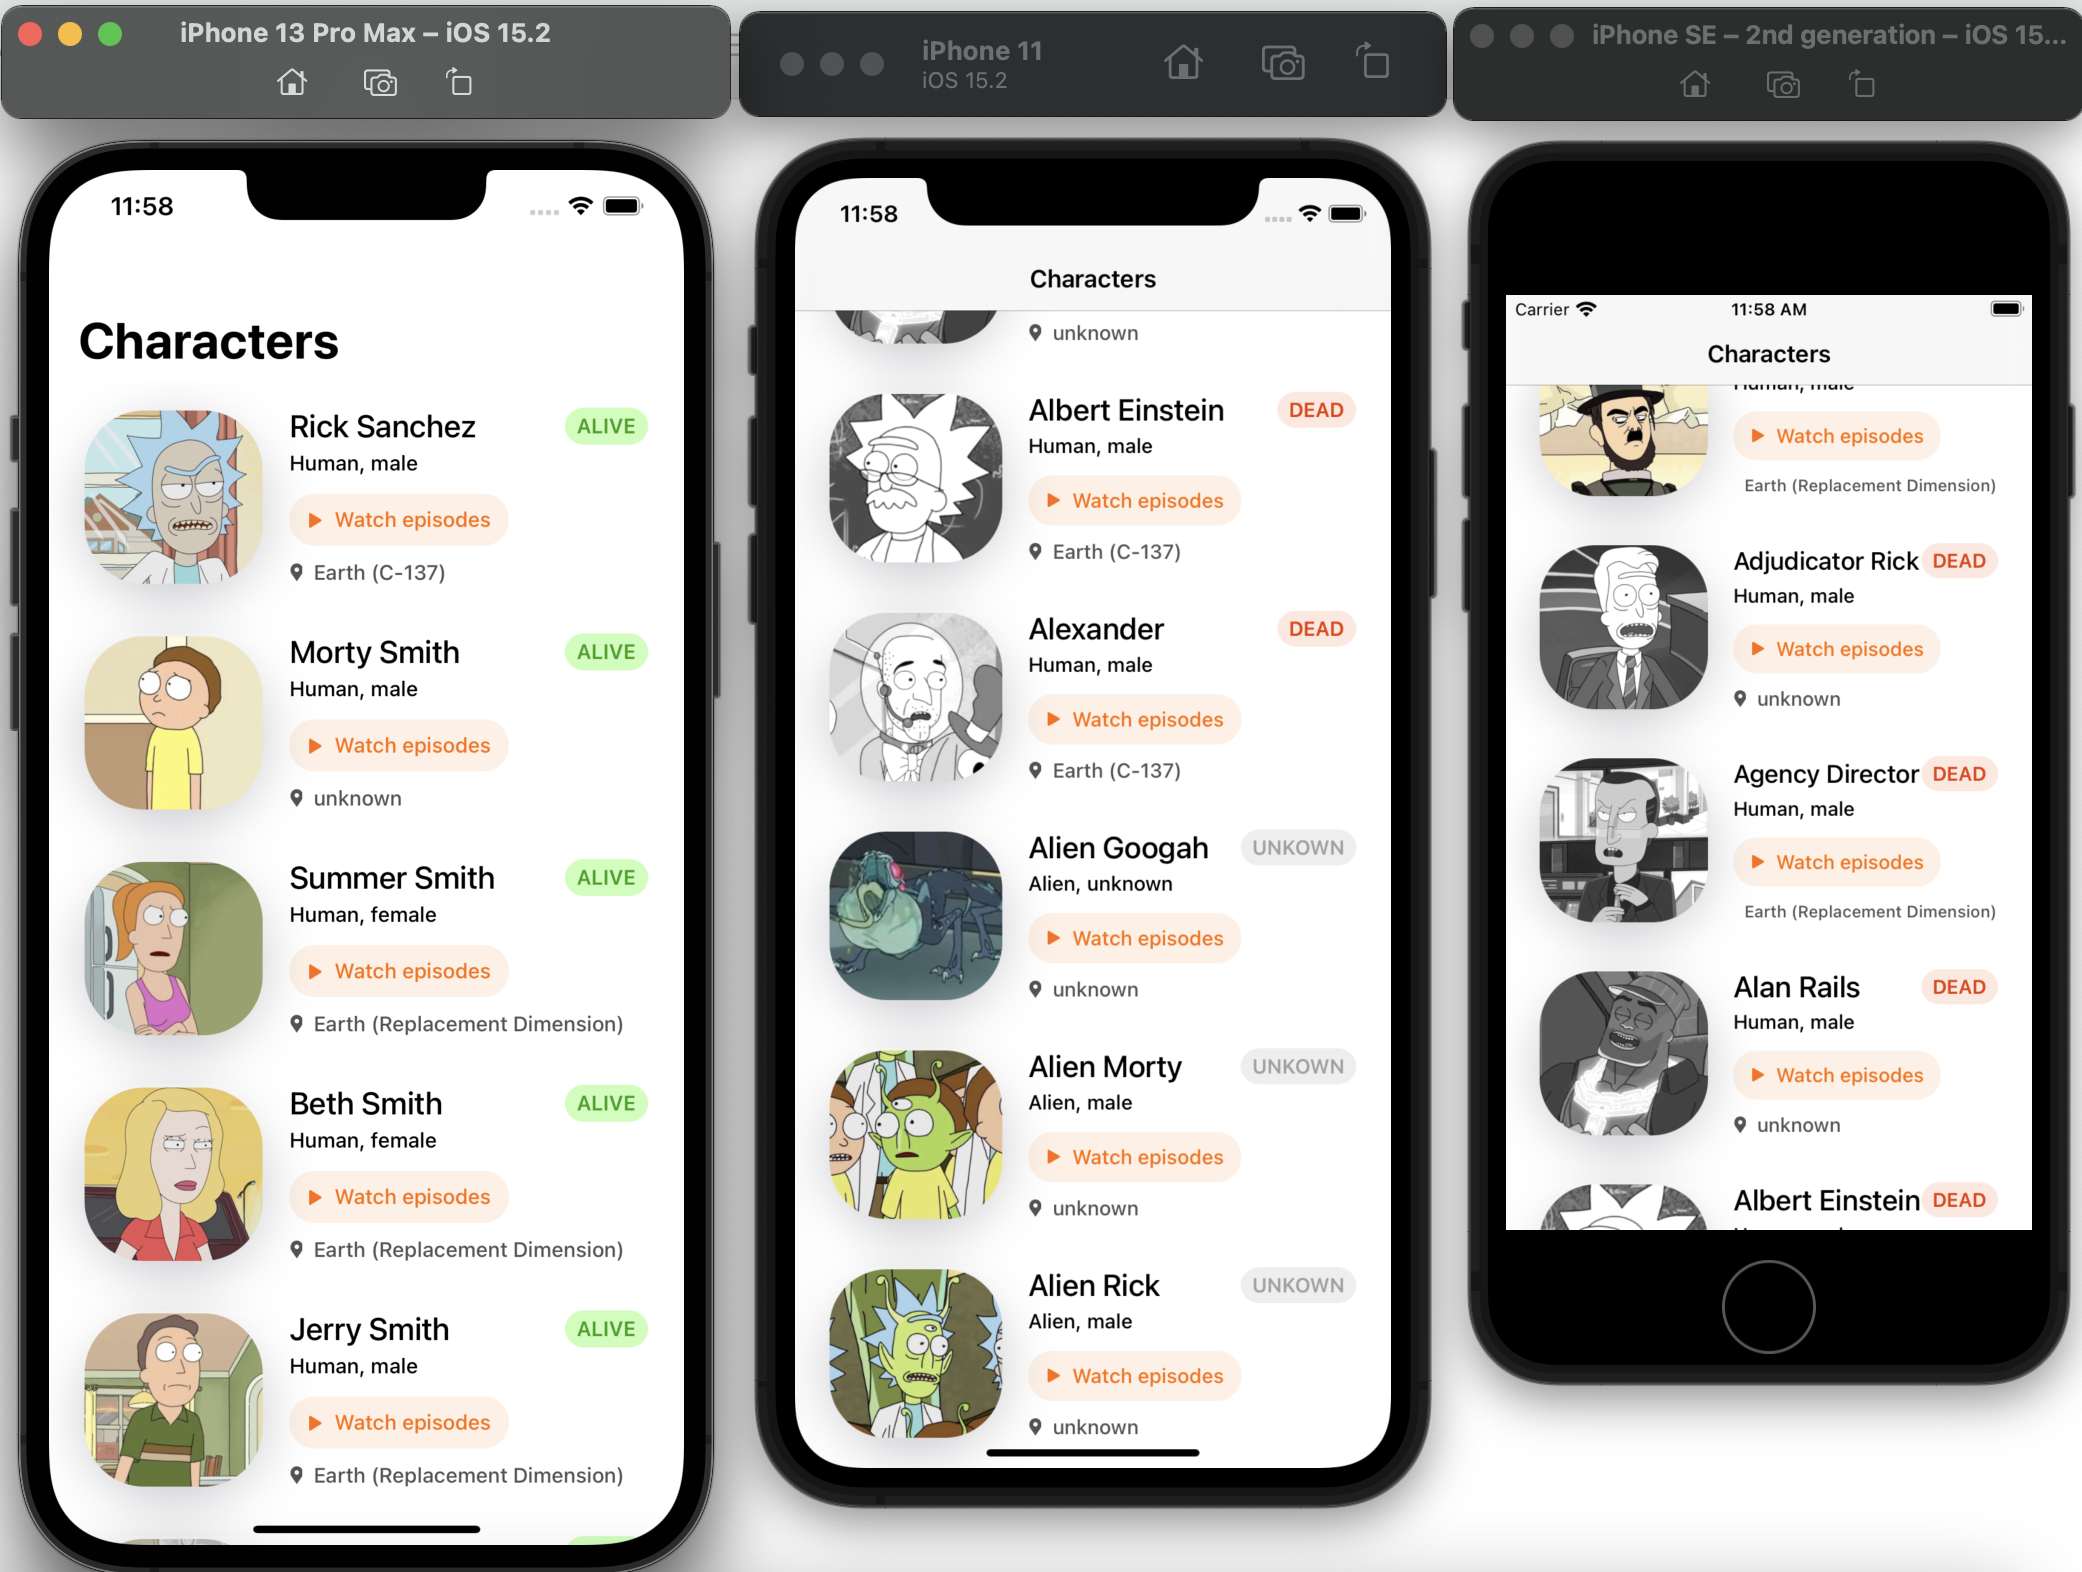 iPhone 13 Pro Max – iOS 15.2
11:58
Characters
Rick Sanchez
ALIVE
Human, male
Watch episodes
Earth (C-137)
Morty Smith
ALIVE
Human, male
Watch episodes
unknown
Summer Smith
ALIVE
Human, female
Watch episodes
Earth (Replacement Dimension)
Beth Smith
ALIVE
Human, female
Watch episodes
Earth (Replacement Dimension)
Jerry Smith
ALIVE
Human, male
Watch episodes
Earth (Replacement Dimension)
iPhone 11
iOS 15.2
11:58
Characters
unknown
Albert Einstein
DEAD
Human, male
Watch episodes
Earth (C-137)
Alexander
DEAD
Human, male
Watch episodes
Earth (C-137)
Alien Googah
UNKOWN
Alien, unknown
Watch episodes
unknown
Alien Morty
UNKOWN
Alien, male
Watch episodes
unknown
Alien Rick
UNKOWN
Alien, male
Watch episodes
unknown
iPhone SE – 2nd generation – iOS 15...
Carrier
11:58 AM
Characters
Human, male
Watch episodes
Earth (Replacement Dimension)
Adjudicator Rick
DEAD
Human, male
Watch episodes
unknown
Agency Director
DEAD
Human, male
Watch episodes
Earth (Replacement Dimension)
Alan Rails
DEAD
Human, male
Watch episodes
unknown
Albert Einstein
DEAD